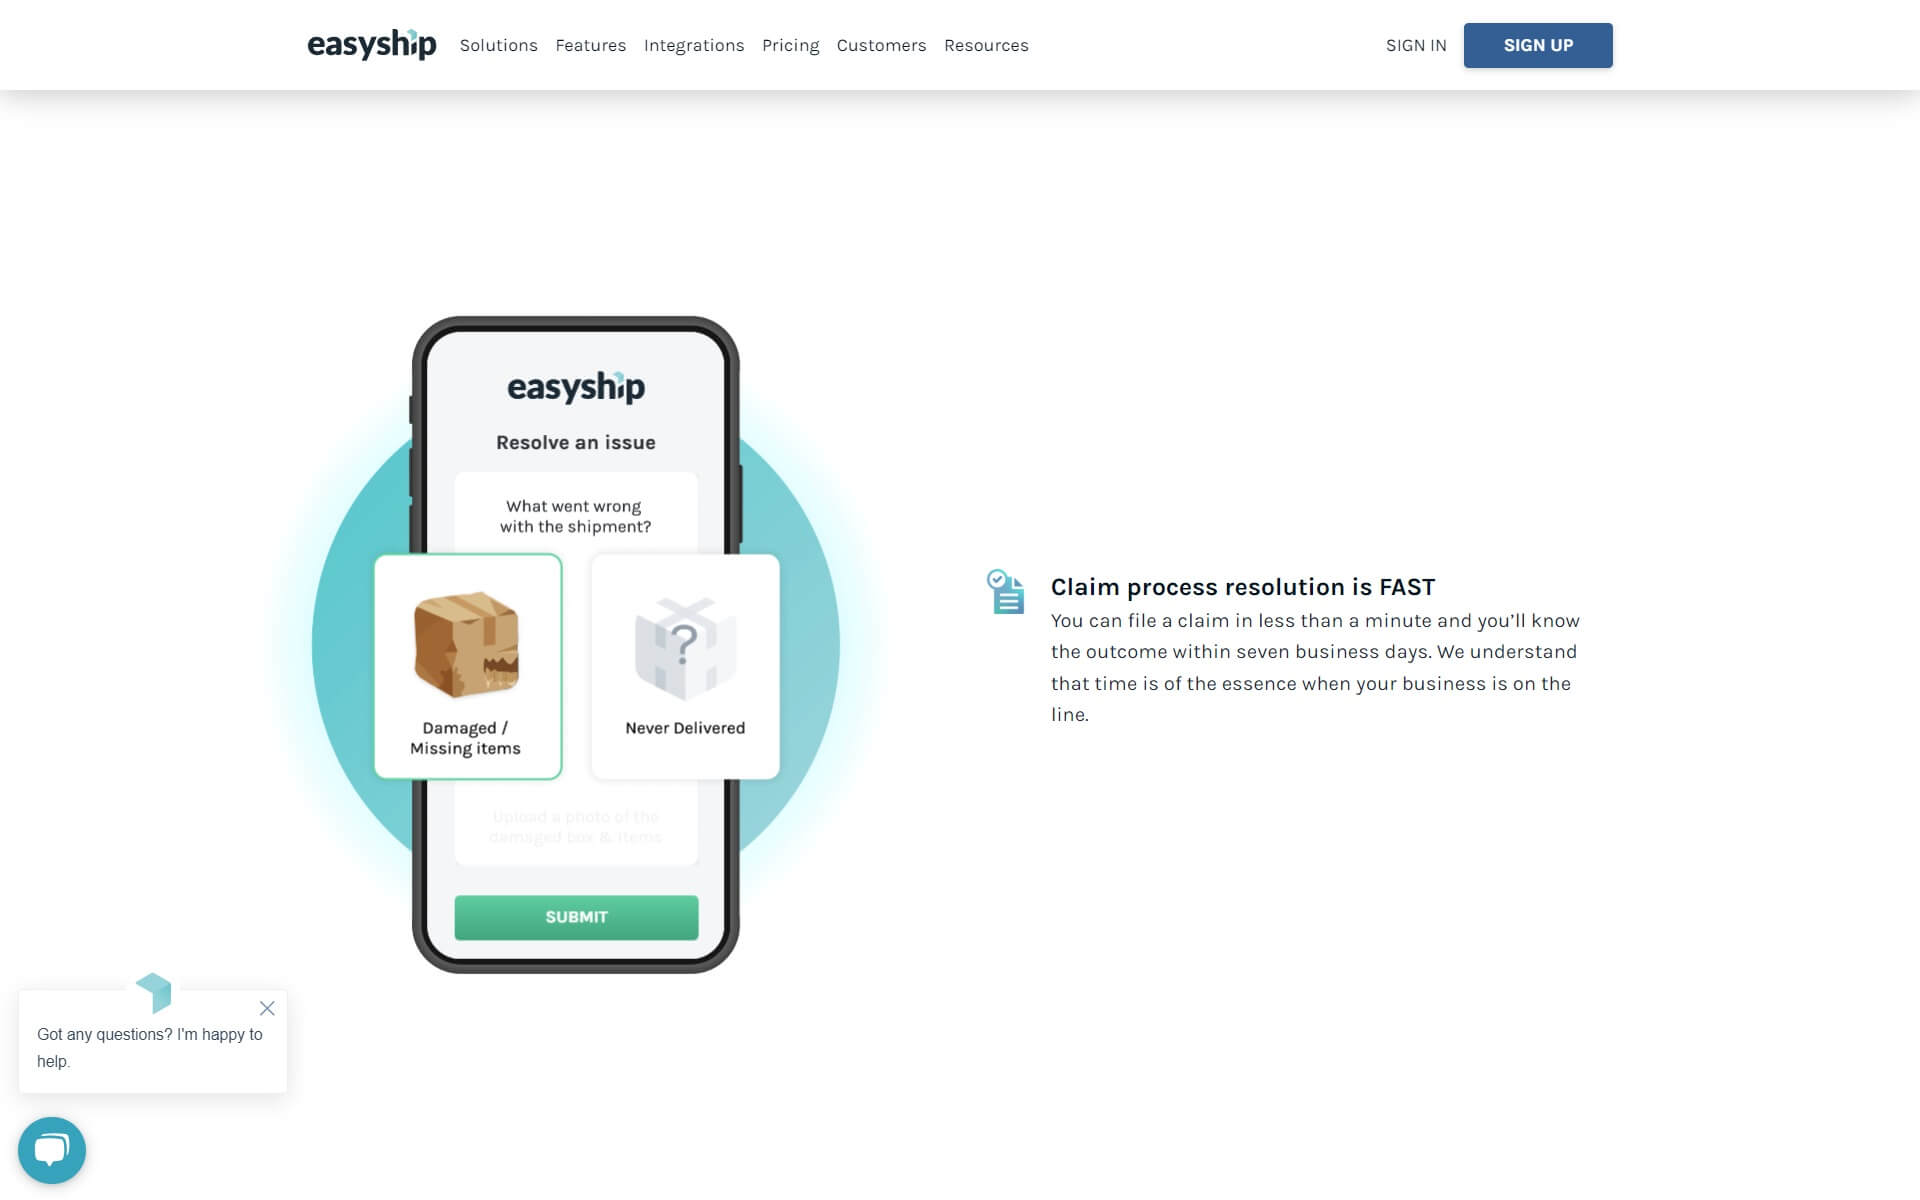 easyship Solutions Features Integrations Pricing Customers Resources SIGN IN SIGN UP
easyship
Resolve an issue
What went wrong
with the shipment?
Damaged /
Missing items
Never Delivered
Upload a photo of the
damaged box & items
SUBMIT
Claim process resolution is FAST
You can file a claim in less than a minute and you’ll know
the outcome within seven business days. We understand
that time is of the essence when your business is on the
line.
Got any questions? I'm happy to
help.